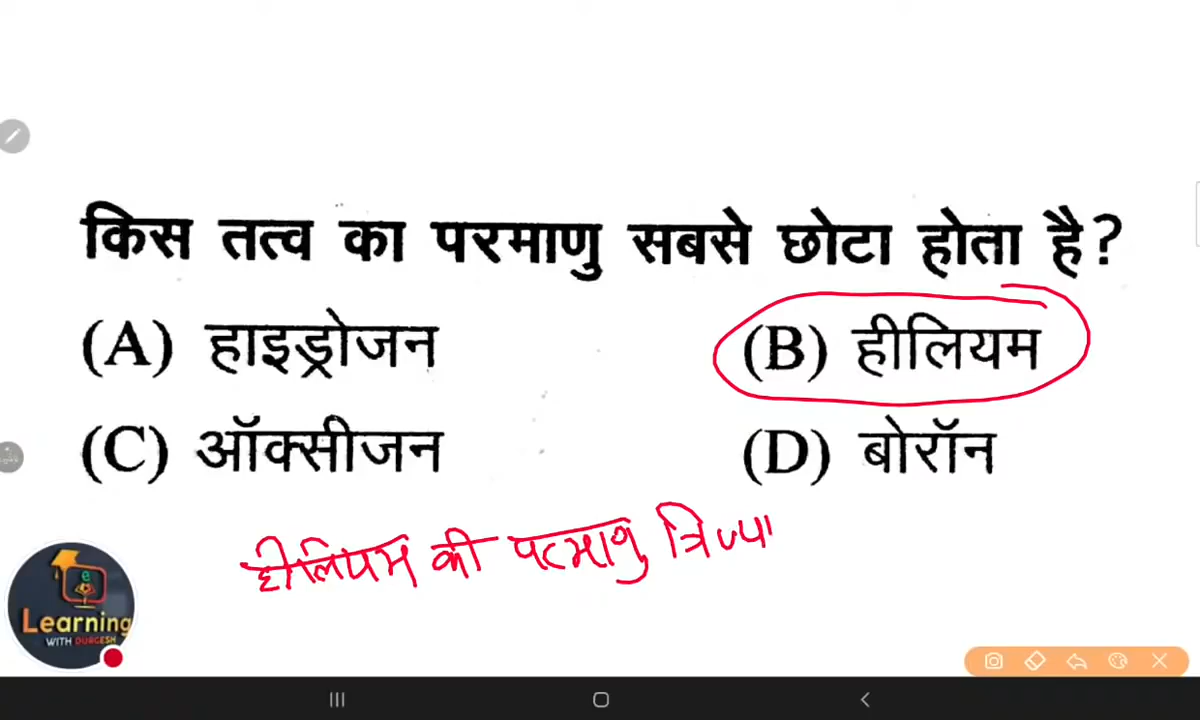 किस तत्व का परमाणु सबसे छोटा होता है?
(A) हाइड्रोजन (B) हीलियम
(C) ऑक्सीजन (D) बोरॉन
हीलियम की परमाणु त्रिज्या
e
Learning
WITH DURGESH